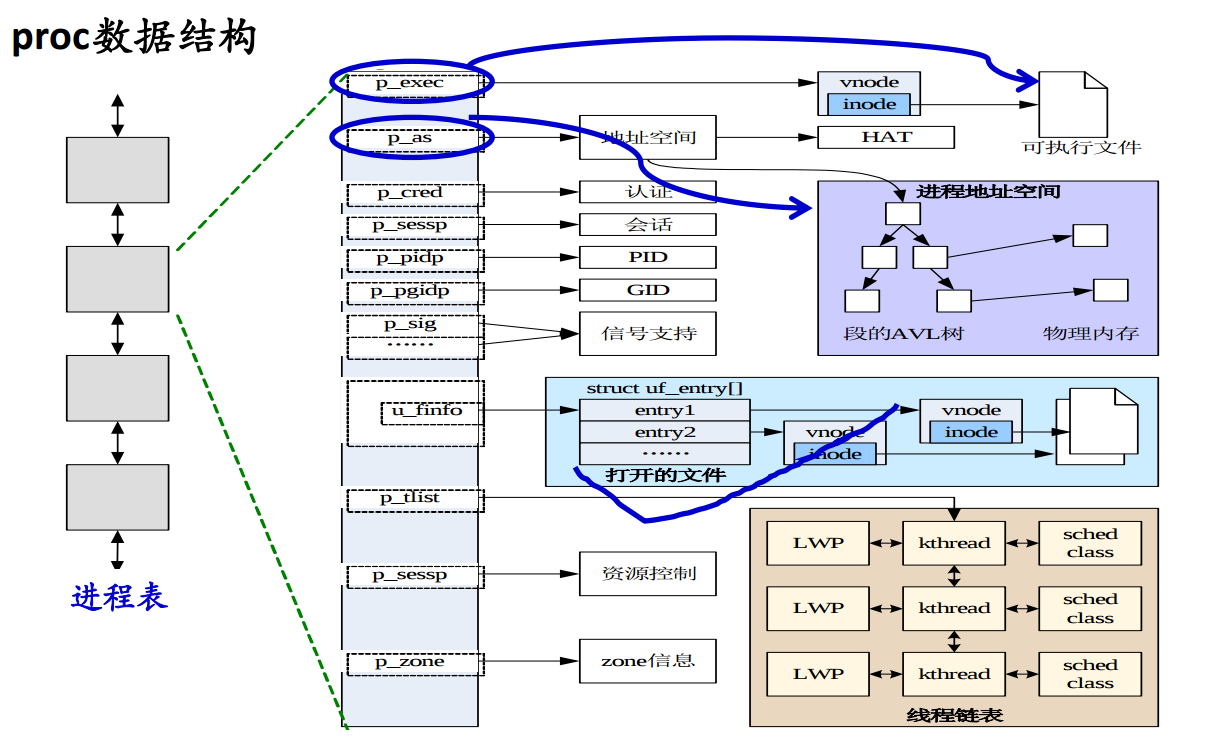 proc数据结构
进程表
p_exec
vnode
inode
可执行文件
p_as
地址空间
HAT
p_cred
认证
p_sessp
会话
p_pidp
PID
p_pgidp
GID
p_sig
······
信号支持
进程地址空间
段的AVL树
物理内存
u_finfo
struct uf_entry[]
entry1
entry2
······
打开的文件
vnode
inode
vnode
inode
p_tlist
LWP
kthread
sched
class
LWP
kthread
sched
class
LWP
kthread
sched
class
线程链表
p_sessp
资源控制
p_zone
zone信息